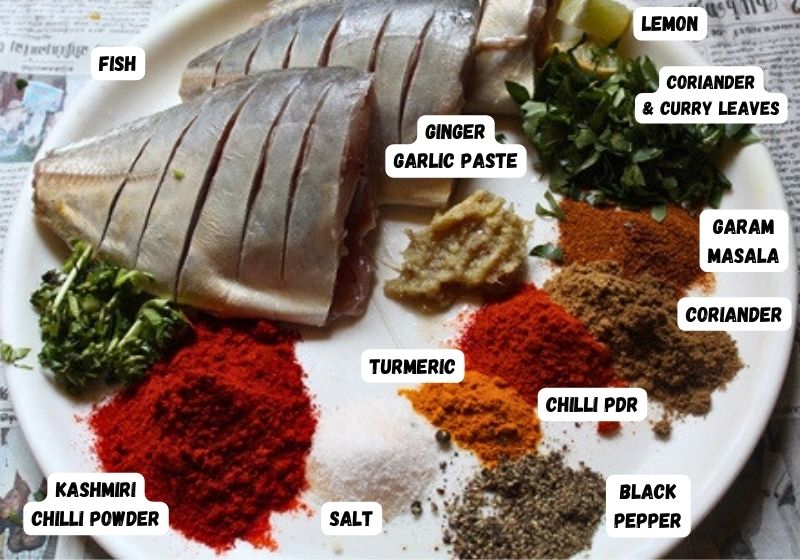 LEMON
FISH
CORIANDER
& CURRY LEAVES
GINGER
GARLIC PASTE
GARAM
MASALA
CORIANDER
TURMERIC
CHILLI PDR
KASHMIRI
CHILLI POWDER
SALT
BLACK
PEPPER